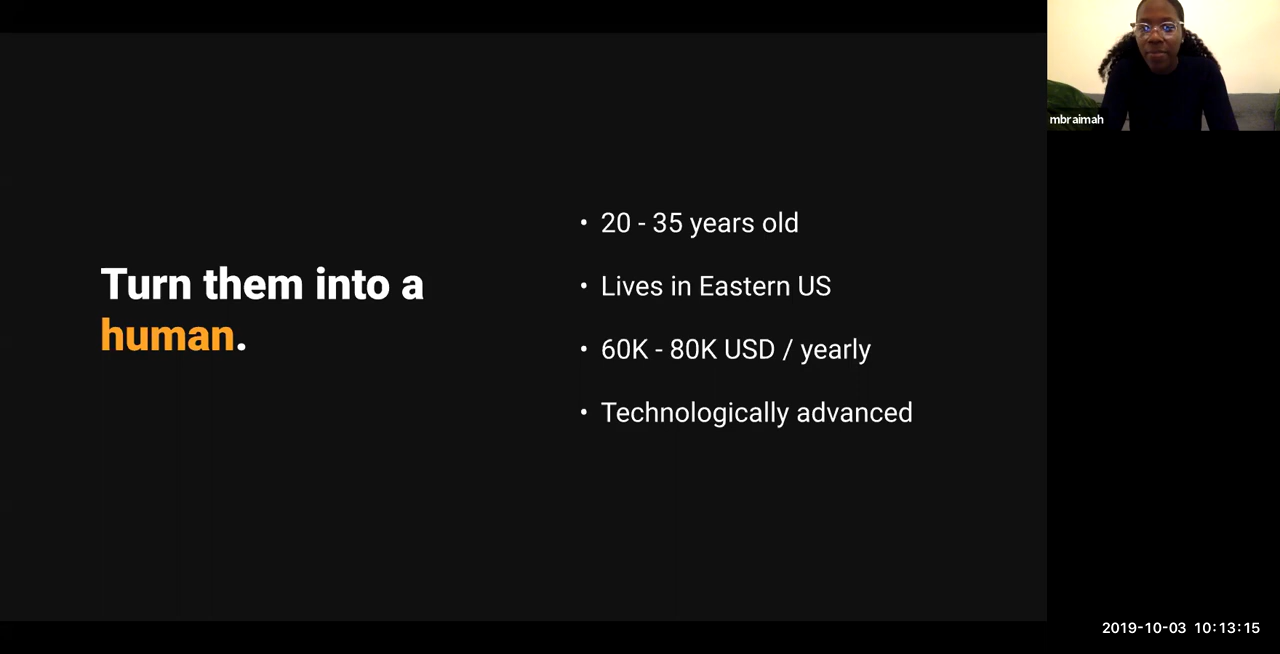 Turn them into a
human.
• 20 - 35 years old
• Lives in Eastern US
• 60K - 80K USD / yearly
• Technologically advanced
mbraimah
2019-10-03 10:13:15